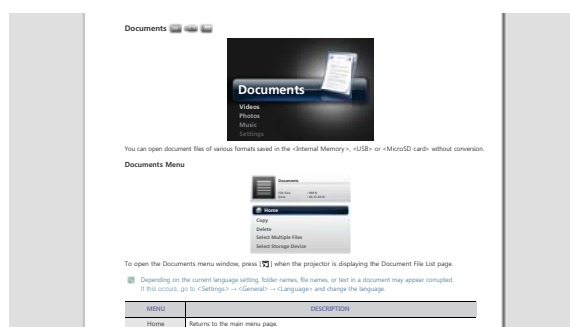 Documents
Documents
Videos
Photos
Music
Settings
You can open document files of various formats saved in the <Internal Memory>, <USB> or <MicroSD card> without conversion.
Documents Menu
Documents
Home
Copy
Delete
Select Multiple Files
Select Storage Device
To open the Documents menu window, press [ ] when the projector is displaying the Document File List page.
Depending on the current language setting, folder names, file names, or text in a document may appear corrupted.
If this occurs, go to <Settings> → <General> → <Language> and change the language.
MENU DESCRIPTION
Home Returns to the main menu page.